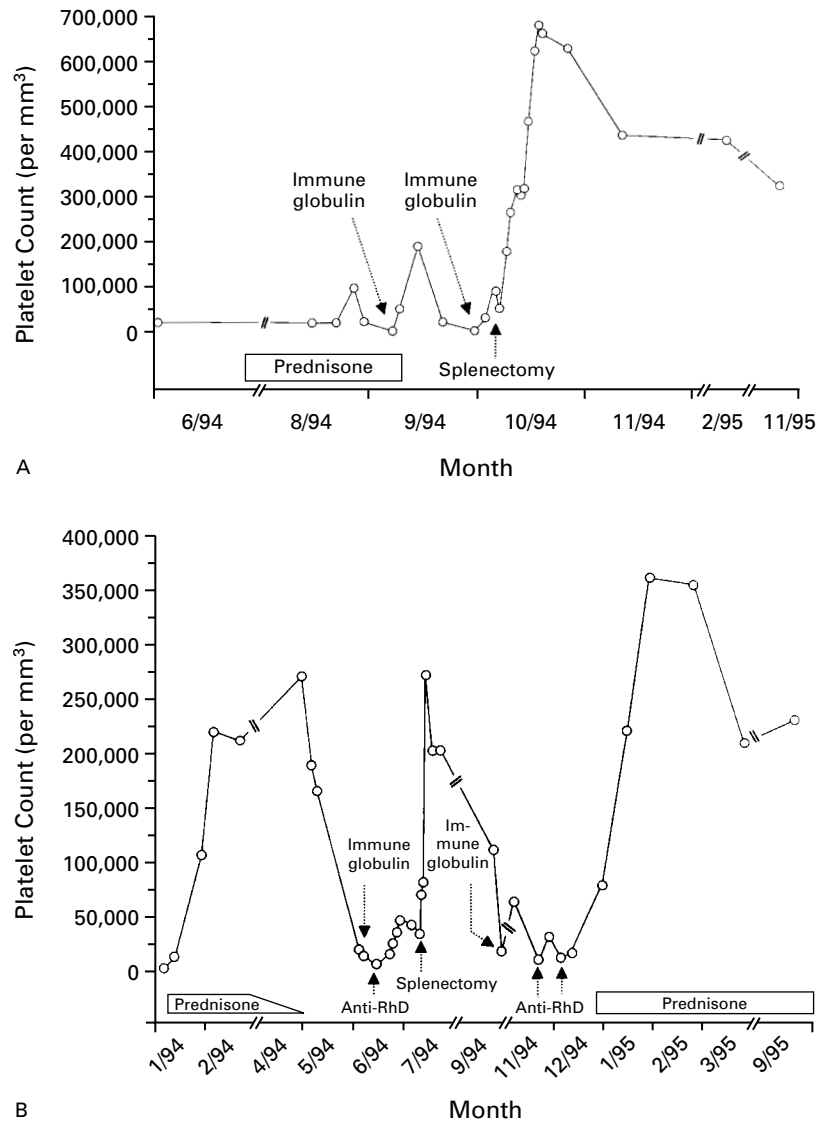 700,000
600,000
500,000
400,000
300,000
200,000
100,000
0
Platelet Count (per mm³)
Immune
globulin
Immune
globulin
Prednisone
Splenectomy
6/94 8/94 9/94 10/94 11/94 2/95 11/95
A
Month
400,000
350,000
300,000
250,000
200,000
150,000
100,000
50,000
0
Platelet Count (per mm³)
Immune
globulin
Im-
mune
globulin
Splenectomy
Prednisone
Anti-RhD
Anti-RhD
Prednisone
1/94 2/94 4/94 5/94 6/94 7/94 9/94 11/94 12/94 1/95 2/95 3/95 9/95
B
Month